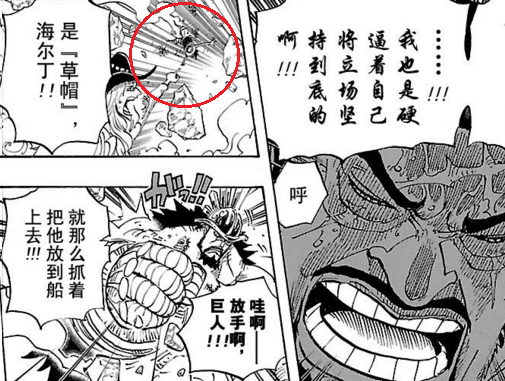 ……!!!
我也是硬
逼着自己
将立场坚
持到底的
啊!!!
呼
是『草帽』，
海尔丁!!
ガッ!!
就那么抓着
把他放到船
上去!!!
哇啊——
放手啊，
巨人!!!